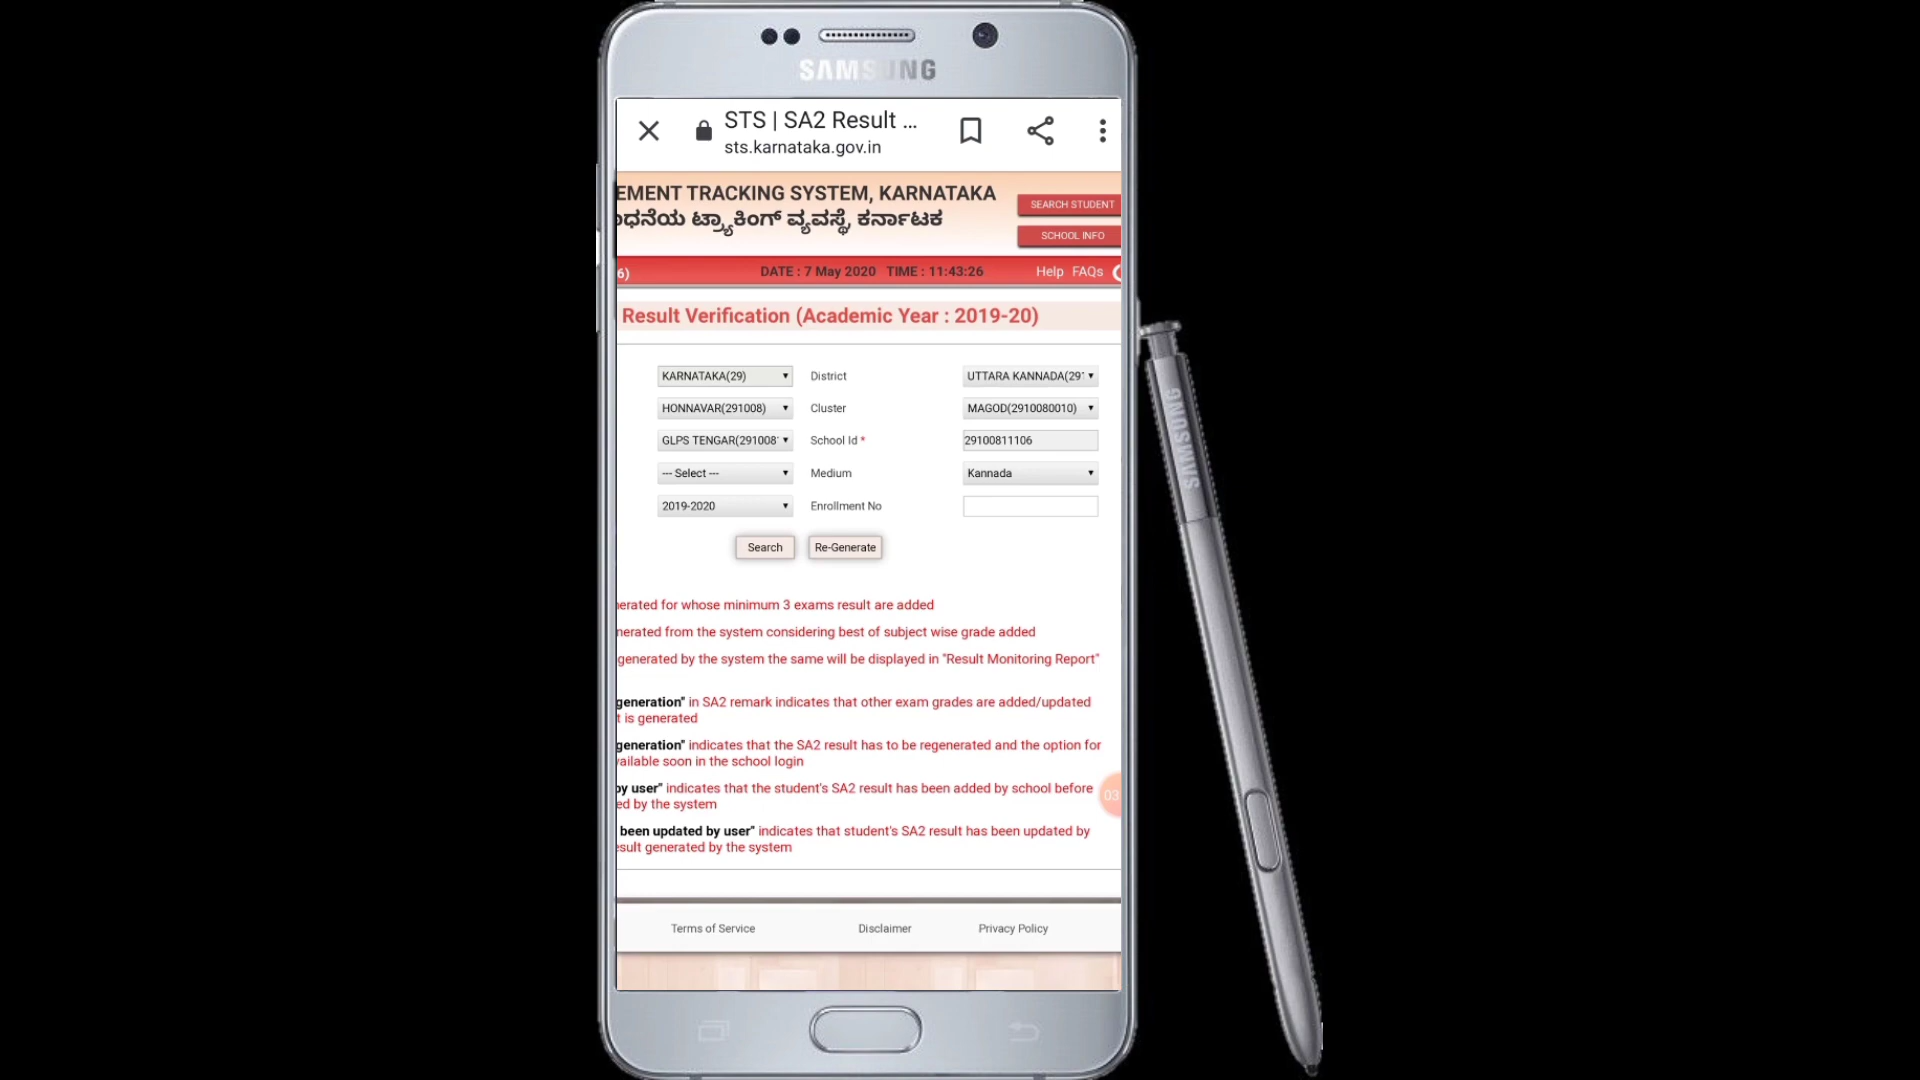 SAMSUNG
STS | SA2 Result ...
sts.karnataka.gov.in
EMENT TRACKING SYSTEM, KARNATAKA
ಧನೆಯ ಟ್ರ್ಯಾಕಿಂಗ್ ವ್ಯವಸ್ಥೆ, ಕರ್ನಾಟಕ
SEARCH STUDENT
SCHOOL INFO
6) DATE : 7 May 2020 TIME : 11:43:26 Help FAQs
Result Verification (Academic Year : 2019-20)
KARNATAKA(29) District UTTARA KANNADA(29
HONNAVAR(291008) Cluster MAGOD(2910080010)
GLPS TENGAR(291008 School Id * 29100811106
--- Select --- Medium Kannada
2019-2020 Enrollment No
Search Re-Generate
erated for whose minimum 3 exams result are added
nerated from the system considering best of subject wise grade added
generated by the system the same will be displayed in "Result Monitoring Report"
generation" in SA2 remark indicates that other exam grades are added/updated
t is generated
generation" indicates that the SA2 result has to be regenerated and the option for
vailable soon in the school login
by user" indicates that the student's SA2 result has been added by school before
ed by the system
03
been updated by user" indicates that student's SA2 result has been updated by
esult generated by the system
Terms of Service Disclaimer Privacy Policy
SAMSUNG